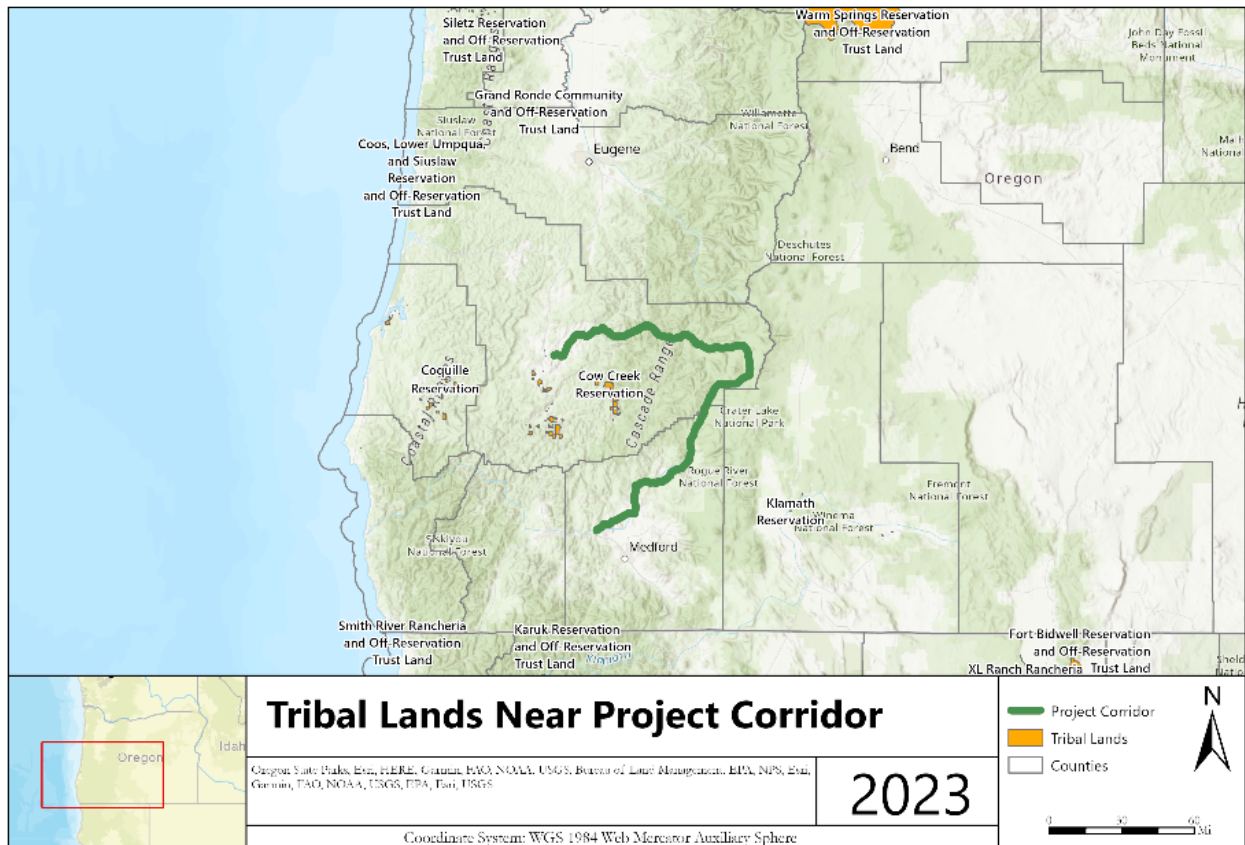 Siletz Reservation
and Off-Reservation
Trust Land
Warm Springs Reservation
and Off-Reservation
Trust Land
John Day Fossil
Beds National
Monument
Coastal Ranges
Grand Ronde Community
and Off-Reservation
Trust Land
Siuslaw
National Forest
Willamette
National Forest
Coos, Lower Umpqua,
and Siuslaw
Reservation
and Off-Reservation
Trust Land
Eugene
Bend
Oregon
Malh
National
Deschutes
National Forest
Coquille
Reservation
Coastal Ranges
Cow Creek
Reservation
Cascade Range
Crater Lake
National Park
Rogue River
National Forest
Fremont
National Forest
Klamath
Reservation
Winema
National Forest
Siskiyou
National Forest
Medford
Smith River Rancheria
and Off-Reservation
Trust Land
Karuk Reservation
and Off-Reservation
Trust Land
Klamath
Fort Bidwell Reservation
and Off-Reservation
Trust Land
XL Ranch Rancheria
Sheld
Oregon
Idah
Tribal Lands Near Project Corridor
Oregon State Parks, Esri, HERE, Garmin, FAO, NOAA, USGS, Bureau of Land Management, EPA, NPS, Esri,
Garmin, FAO, NOAA, USGS, EPA, Esri, USGS
2023
Coordinate System: WGS 1984 Web Mercator Auxiliary Sphere
Project Corridor
Tribal Lands
Counties
N
0 30 60
Mi